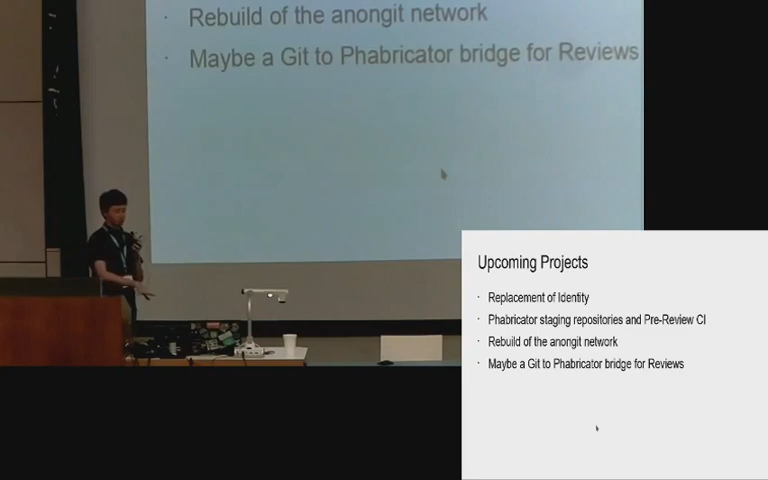 Rebuild of the anongit network
Maybe a Git to Phabricator bridge for Reviews
Upcoming Projects
Replacement of Identity
Phabricator staging repositories and Pre-Review CI
Rebuild of the anongit network
Maybe a Git to Phabricator bridge for Reviews